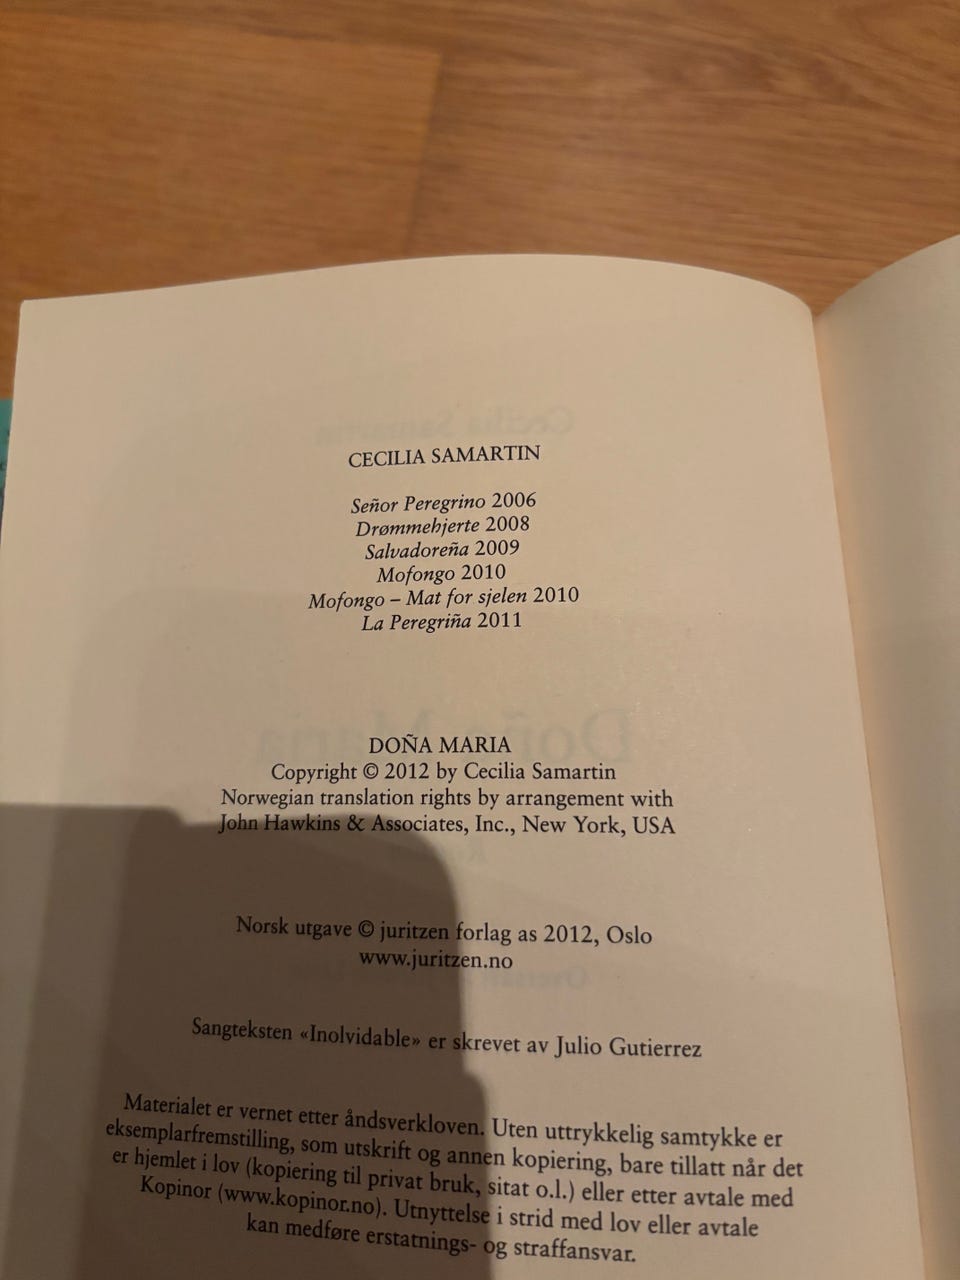 CECILIA SAMARTIN
Señor Peregrino 2006
Drømmehjerte 2008
Salvadoreña 2009
Mofongo 2010
Mofongo – Mat for sjelen 2010
La Peregriña 2011
DOÑA MARIA
Copyright © 2012 by Cecilia Samartin
Norwegian translation rights by arrangement with
John Hawkins & Associates, Inc., New York, USA
Norsk utgave © juritzen forlag as 2012, Oslo
www.juritzen.no
Sangteksten «Inolvidable» er skrevet av Julio Gutierrez
Materialet er vernet etter åndsverkloven. Uten uttrykkelig samtykke er
eksemplarfremstilling, som utskrift og annen kopiering, bare tillatt når det
er hjemlet i lov (kopiering til privat bruk, sitat o.l.) eller etter avtale med
Kopinor (www.kopinor.no). Utnyttelse i strid med lov eller avtale
kan medføre erstatnings- og straffansvar.